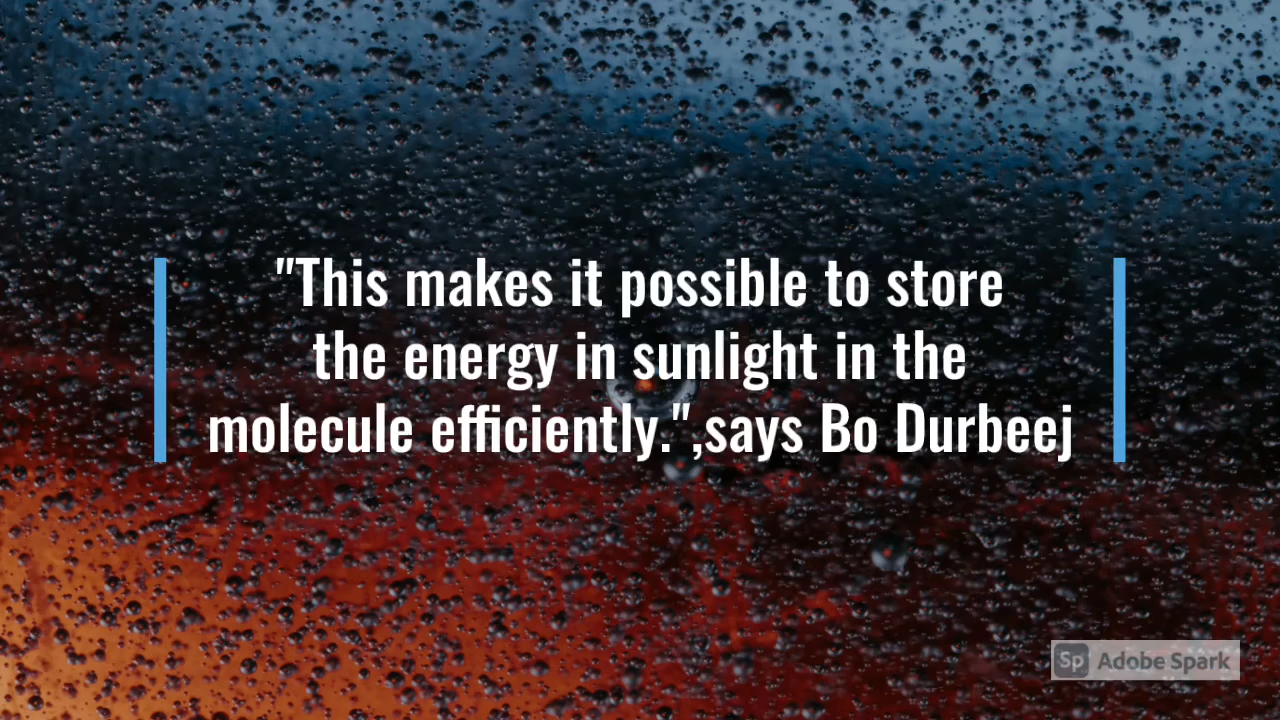 "This makes it possible to store
the energy in sunlight in the
molecule efficiently.",says Bo Durbeej
Sp Adobe Spark